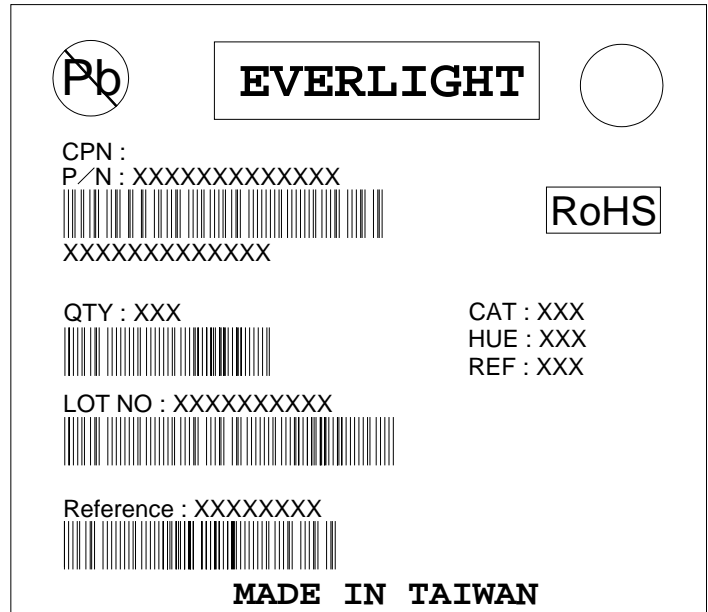 Pb
EVERLIGHT
CPN :
P/N : XXXXXXXXXXXXX
RoHS
XXXXXXXXXXXXX
QTY : XXX
CAT : XXX
HUE : XXX
REF : XXX
LOT NO : XXXXXXXXXX
Reference : XXXXXXXX
MADE IN TAIWAN